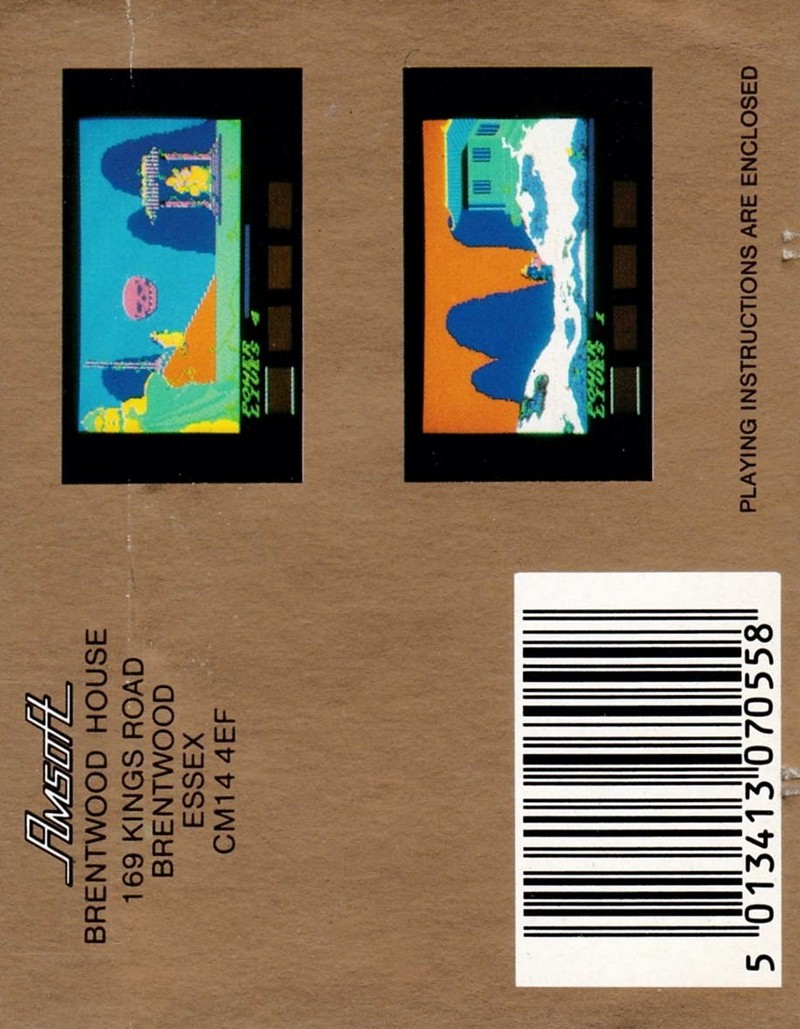 Amsoft
BRENTWOOD HOUSE
169 KINGS ROAD
BRENTWOOD
ESSEX
CM14 4EF
PLAYING INSTRUCTIONS ARE ENCLOSED
5 013413 070558